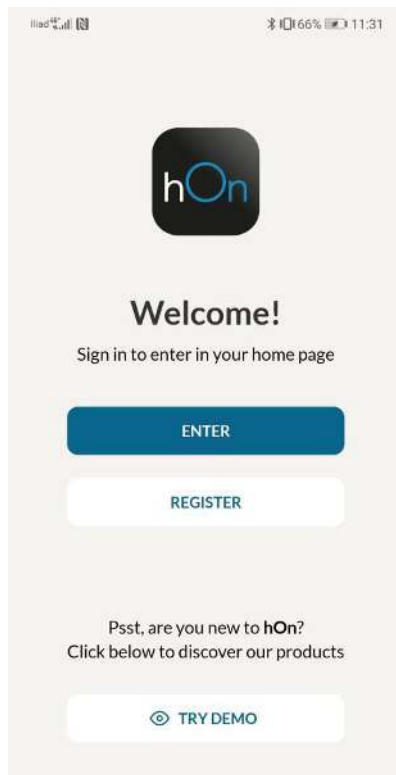 Iliad 66% 11:31
hOn
Welcome!
Sign in to enter in your home page
ENTER
REGISTER
Psst, are you new to hOn?
Click below to discover our products
TRY DEMO